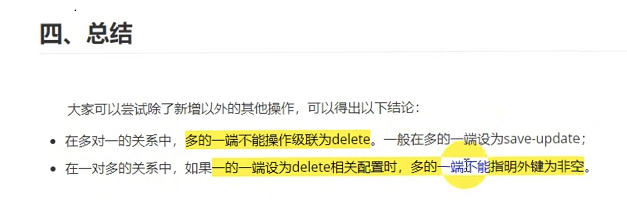 四、总结
大家可以尝试除了新增以外的其他操作，可以得出以下结论：
在多对一的关系中，多的一端不能操作级联为delete。一般在多的一端设为save-update；
在一对多的关系中，如果一的一端设为delete相关配置时，多的一端不能指明外键为非空。